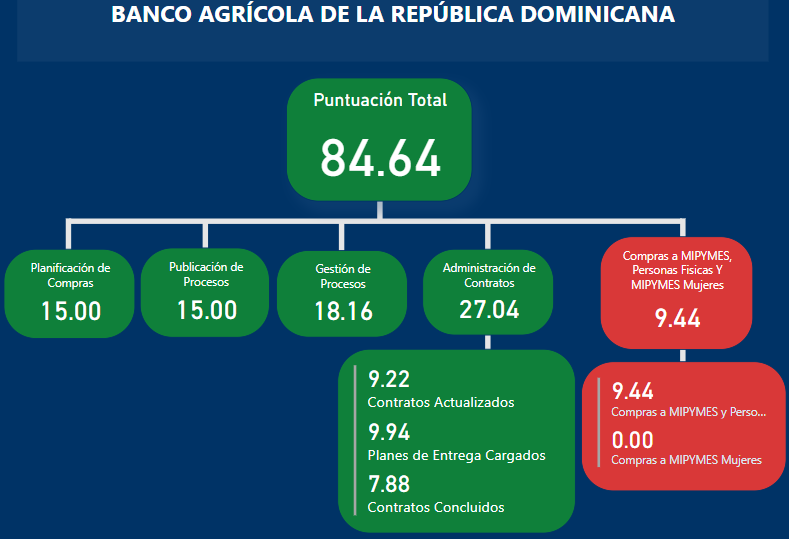 BANCO AGRÍCOLA DE LA REPÚBLICA DOMINICANA
Puntuación Total
84.64
Planificación de
Compras
15.00
Publicación de
Procesos
15.00
Gestión de
Procesos
18.16
Administración de
Contratos
27.04
Compras a MIPYMES,
Personas Fisicas Y
MIPYMES Mujeres
9.44
9.22
Contratos Actualizados
9.94
Planes de Entrega Cargados
7.88
Contratos Concluidos
9.44
Compras a MIPYMES y Perso...
0.00
Compras a MIPYMES Mujeres